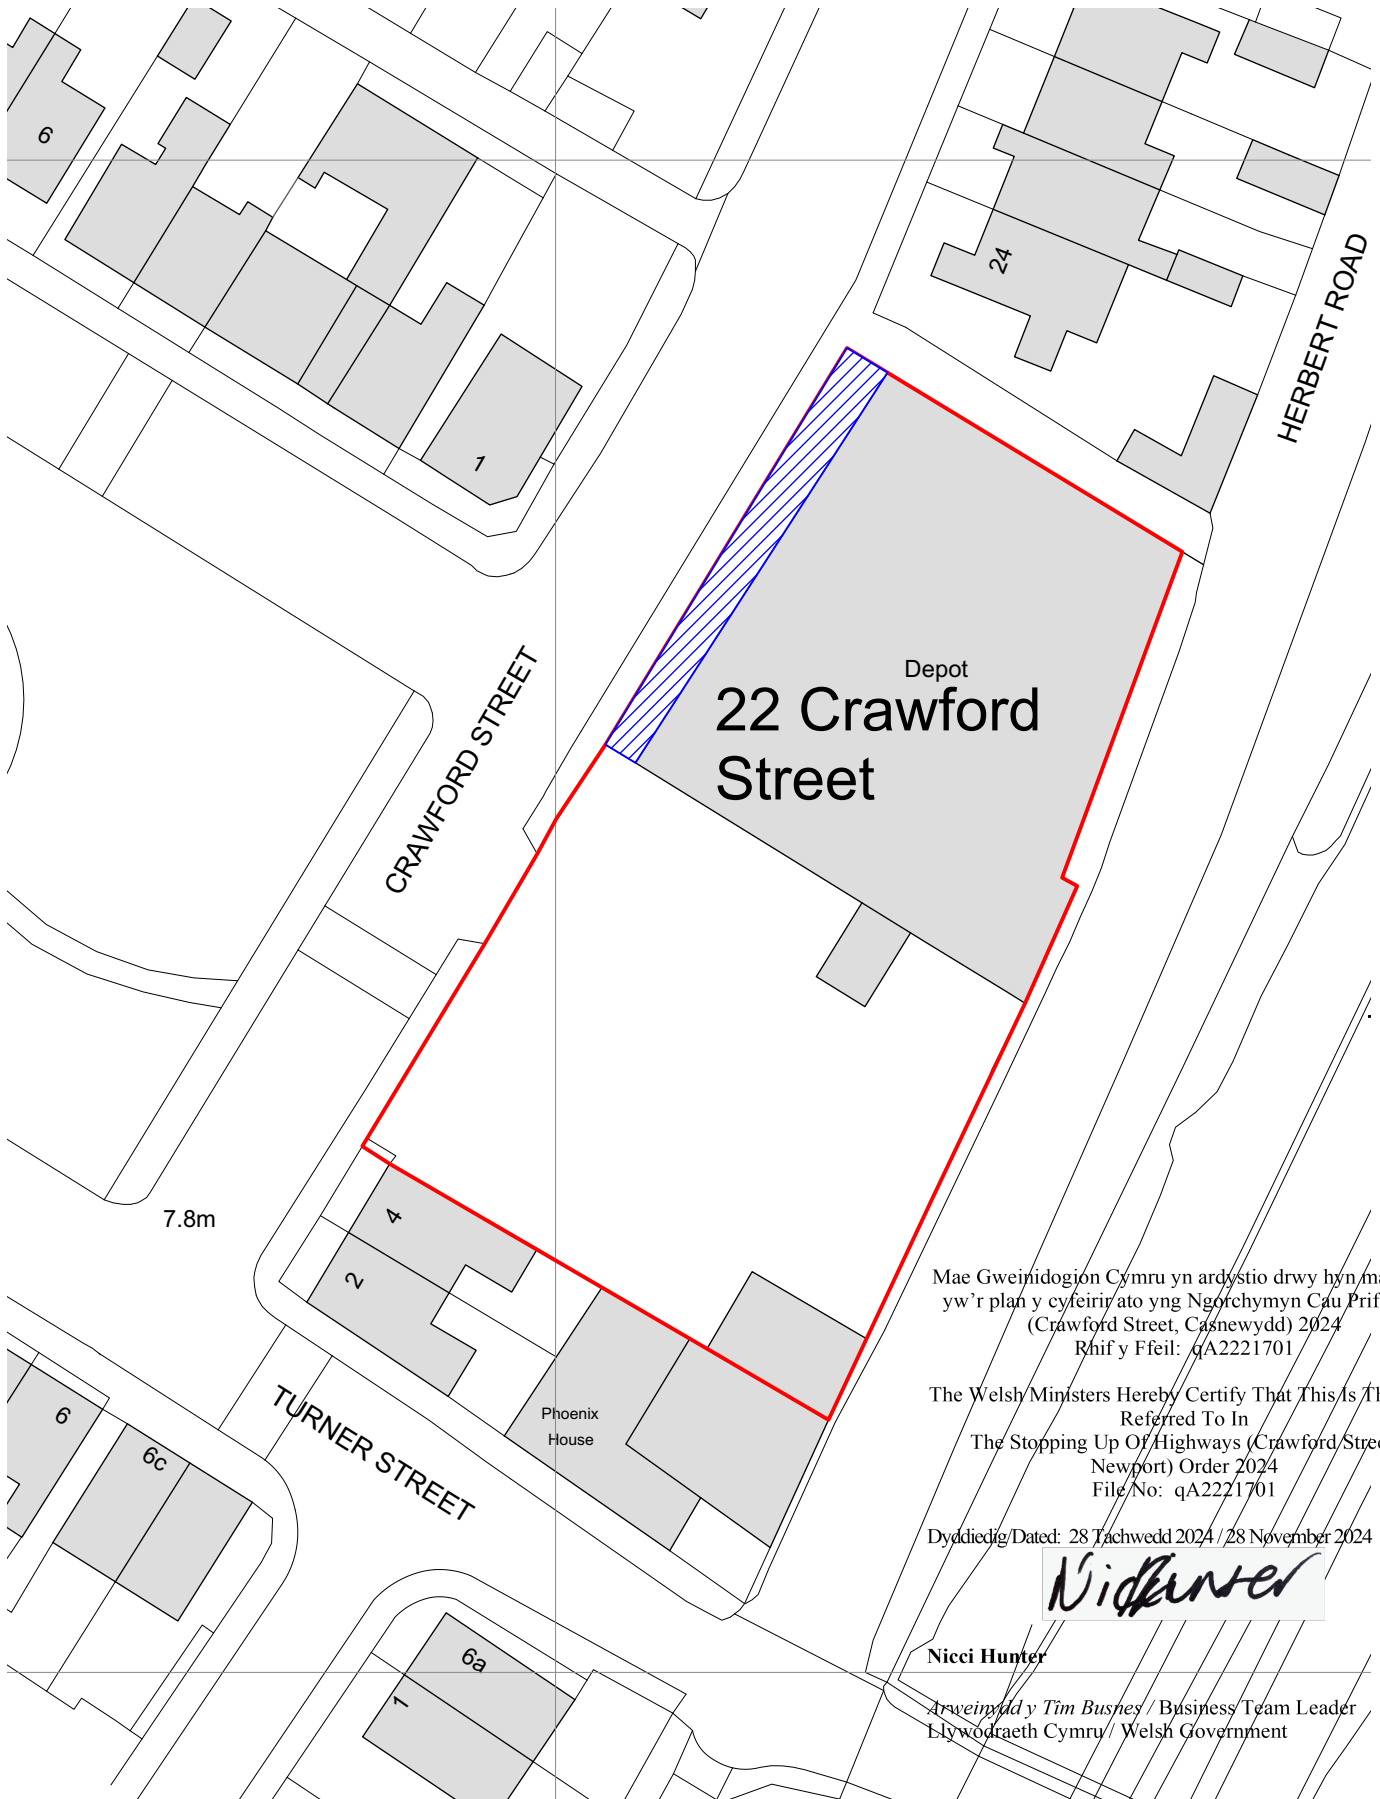 6
24
HERBERT ROAD
1
CRAWFORD STREET
Depot
22 Crawford
Street
7.8m
4
2
Phoenix
House
TURNER STREET
6
6c
6a
1
Mae Gweinidogion Cymru yn ardystio drwy hyn
yw'r plan y cyfeirir ato yng Ngorchymyn Cau
(Crawford Street, Casnewydd) 2024
Rhif y Ffeil: qA2221701
The Welsh Ministers Hereby Certify That This Is
Referred To In
The Stopping Up Of Highways (Crawford
Newport) Order 2024
File No: qA2221701
Dyddiedig/Dated: 28 Tachwedd 2024 / 28 November 2024
Nicci Hunter
Arweinydd y Tîm Busnes / Business Team Leader
Llywodraeth Cymru / Welsh Government